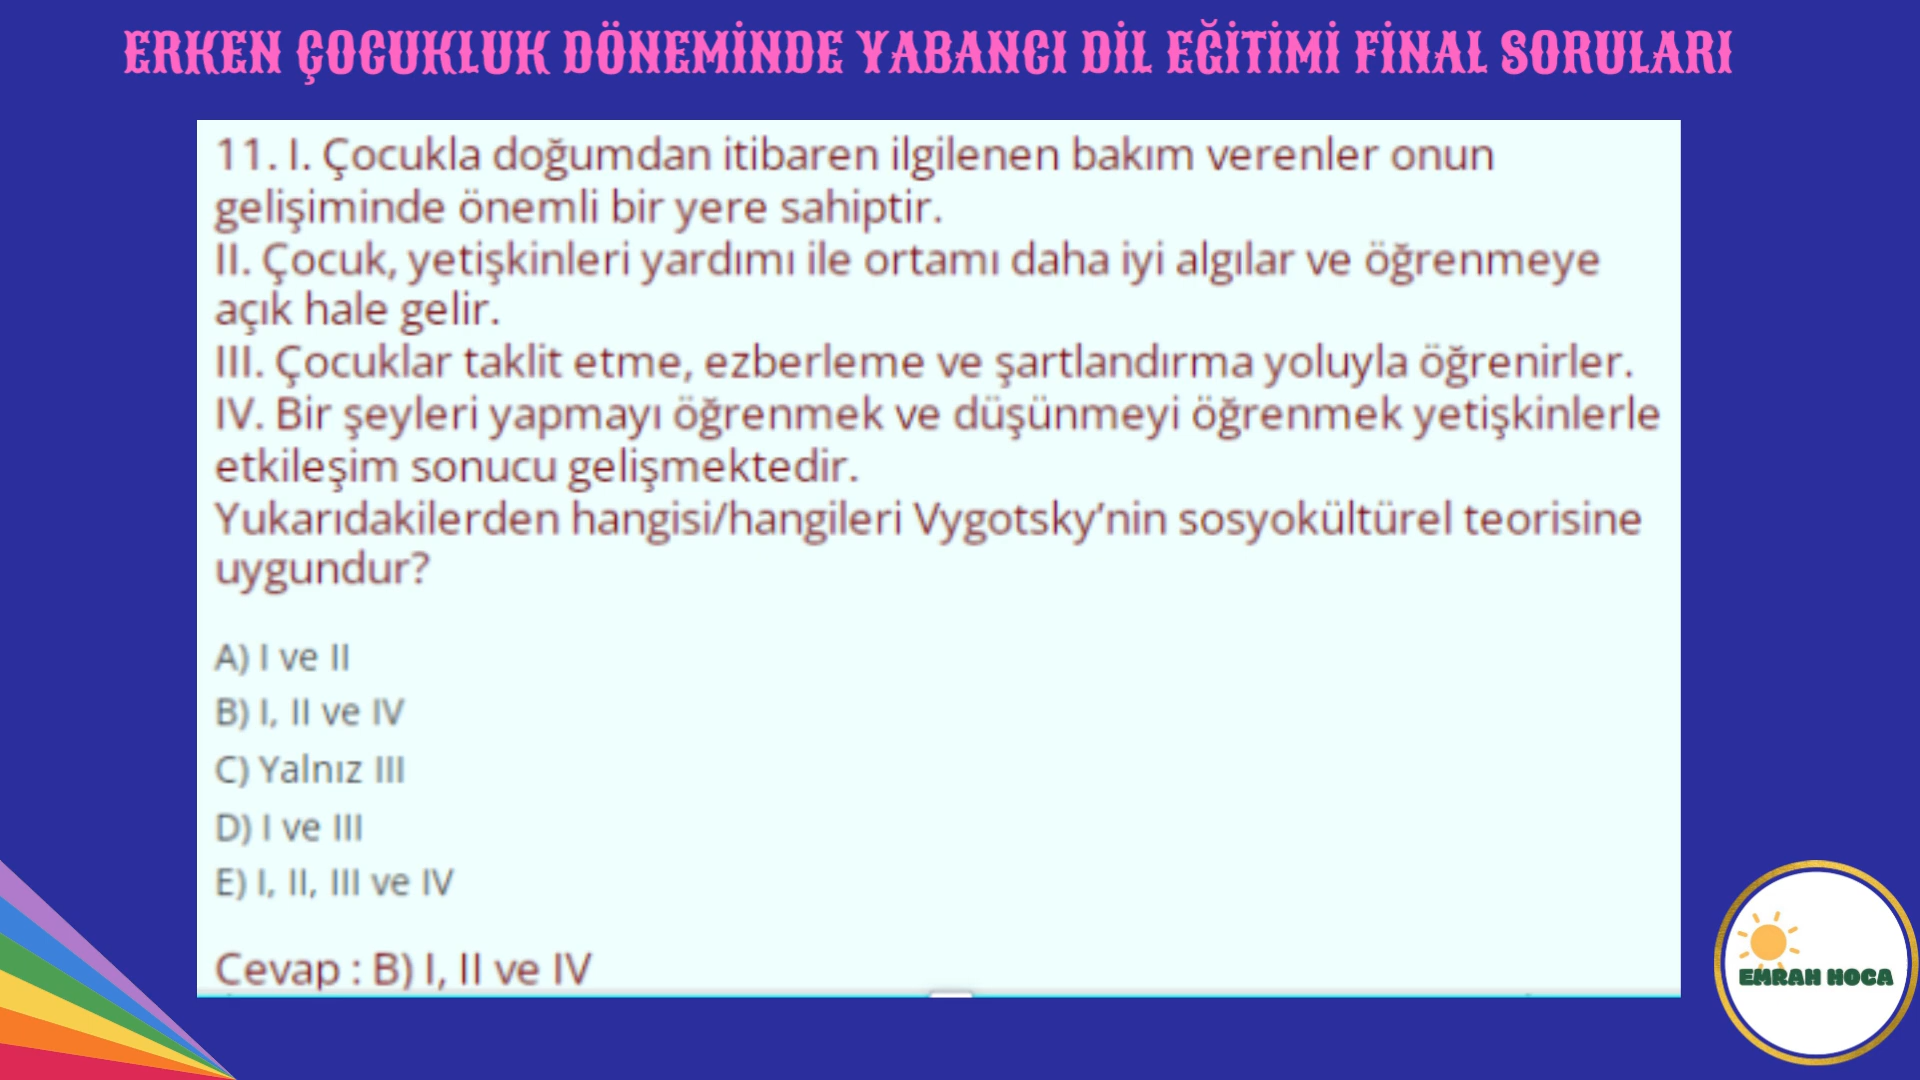 ERKEN ÇOCUKLUK DÖNEMİNDE YABANCI DİL EĞİTİMİ FİNAL SORULARI
11. I. Çocukla doğumdan itibaren ilgilenen bakım verenler onun
gelişiminde önemli bir yere sahiptir.
II. Çocuk, yetişkinleri yardımı ile ortamı daha iyi algılar ve öğrenmeye
açık hale gelir.
III. Çocuklar taklit etme, ezberleme ve şartlandırma yoluyla öğrenirler.
IV. Bir şeyleri yapmayı öğrenmek ve düşünmeyi öğrenmek yetişkinlerle
etkileşim sonucu gelişmektedir.
Yukarıdakilerden hangisi/hangileri Vygotsky’nin sosyokültürel teorisine
uygundur?
A) I ve II
B) I, II ve IV
C) Yalnız III
D) I ve III
E) I, II, III ve IV
Cevap : B) I, II ve IV
EMRAH HOCA